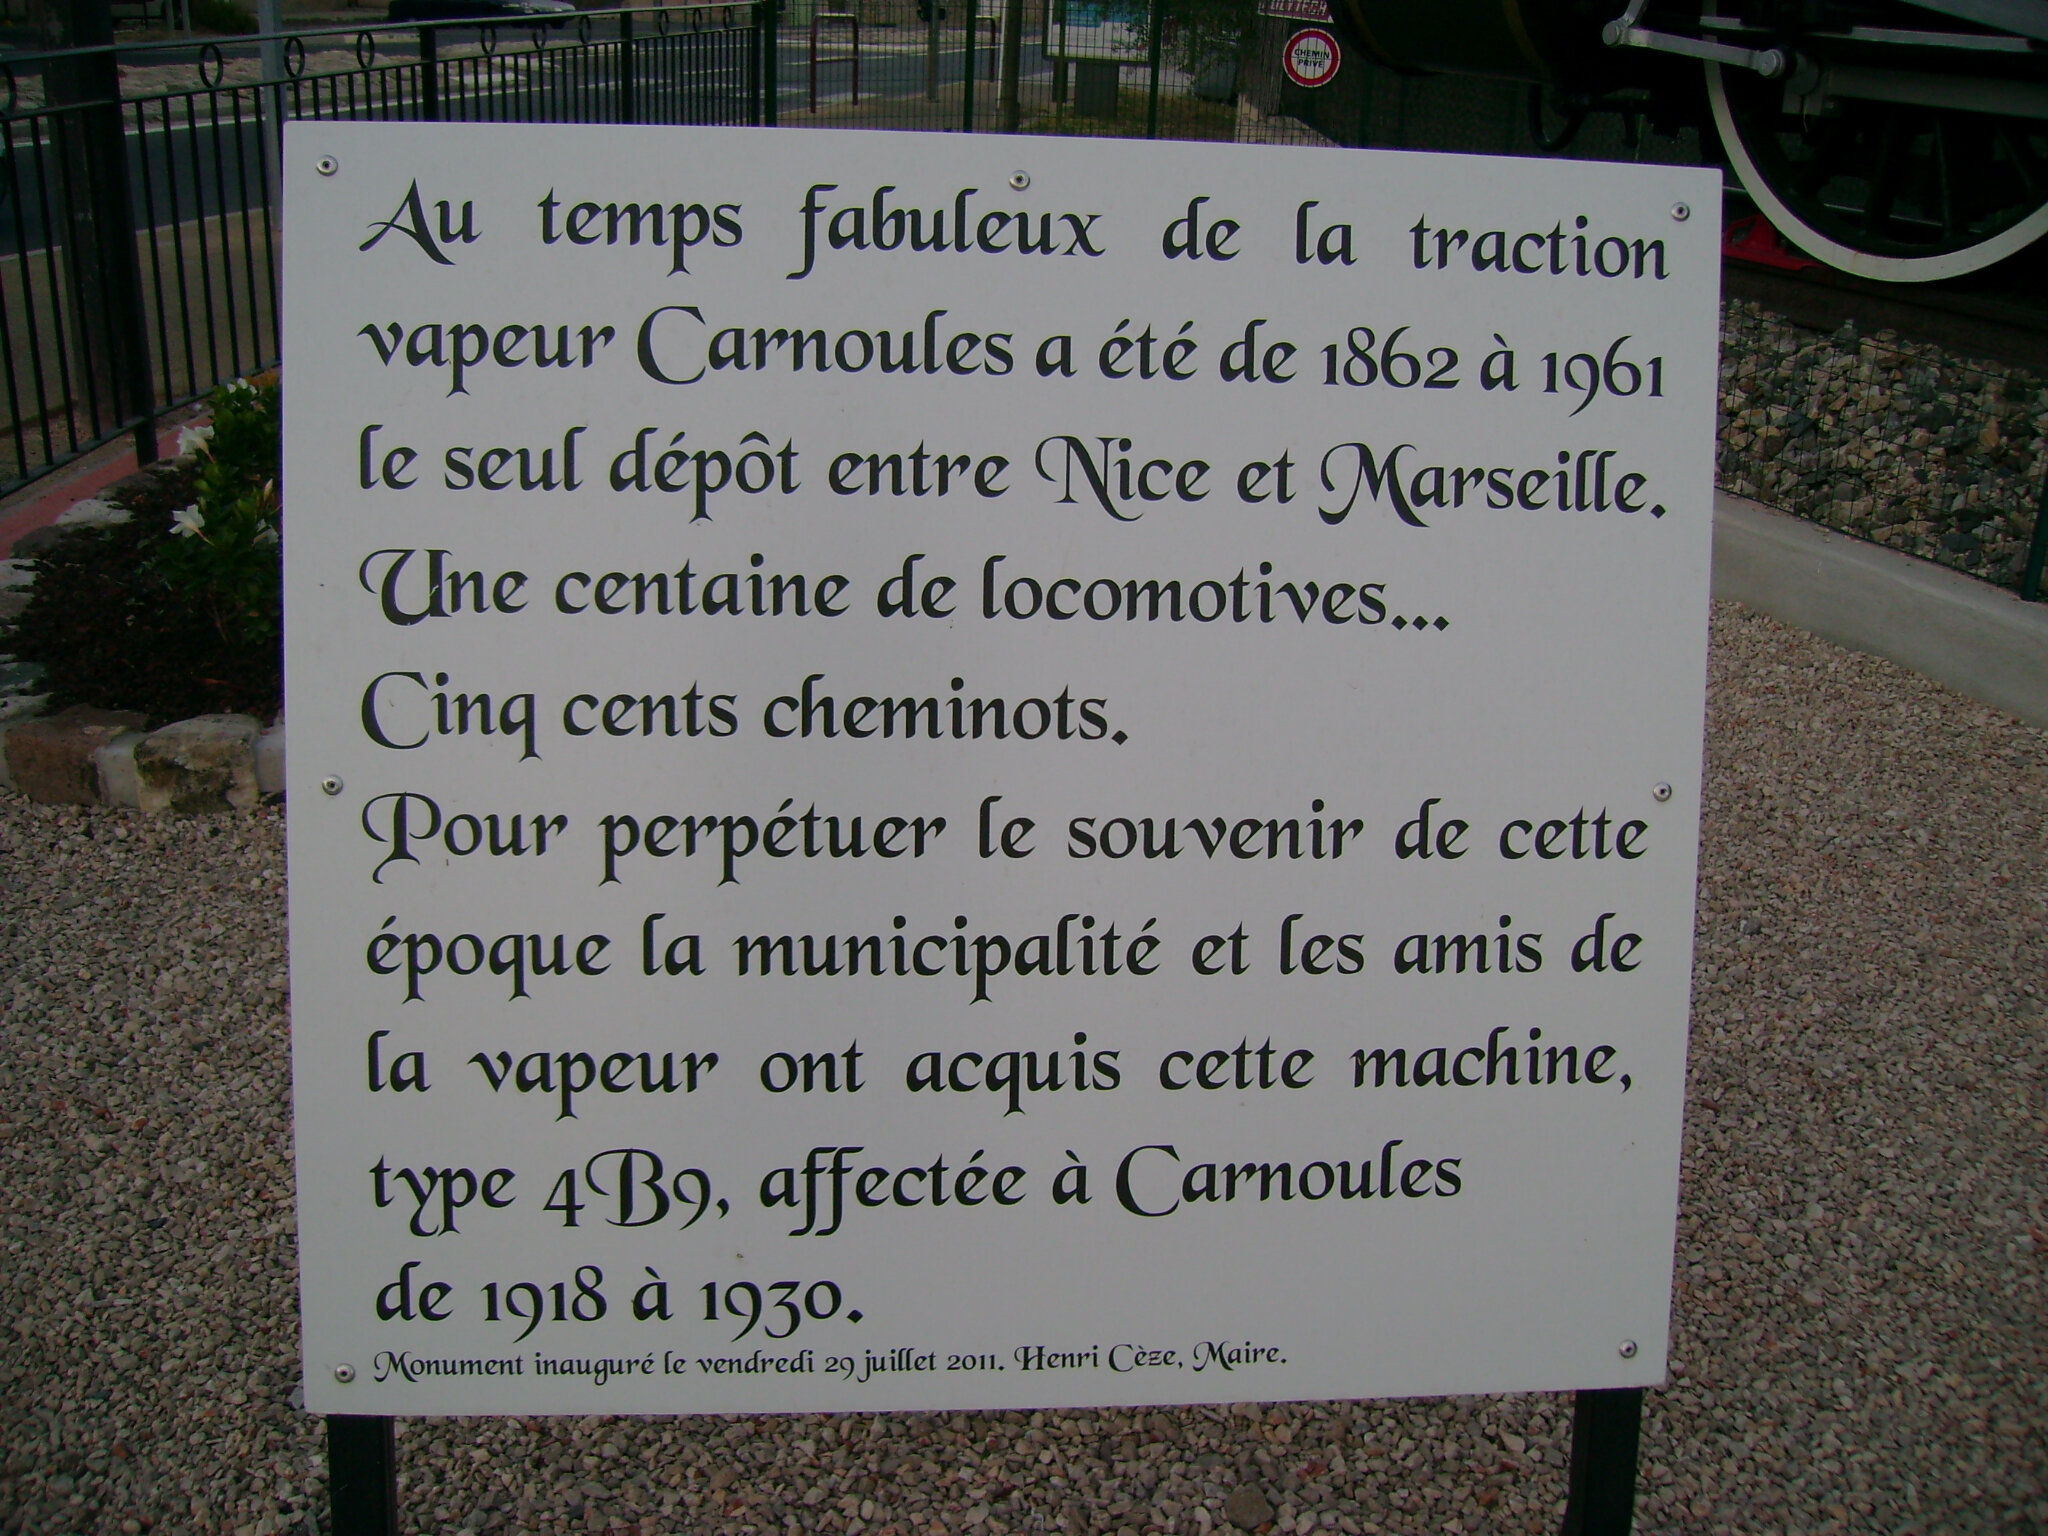 CHEMIN
PRIVÉ
Au temps fabuleux de la traction
vapeur Carnoules a été de 1862 à 1961
le seul dépôt entre Nice et Marseille.
Une centaine de locomotives...
Cinq cents cheminots.
Pour perpétuer le souvenir de cette
époque la municipalité et les amis de
la vapeur ont acquis cette machine,
type 4B9, affectée à Carnoules
de 1918 à 1930.
Monument inauguré le vendredi 29 juillet 2011. Henri Cèze, Maire.